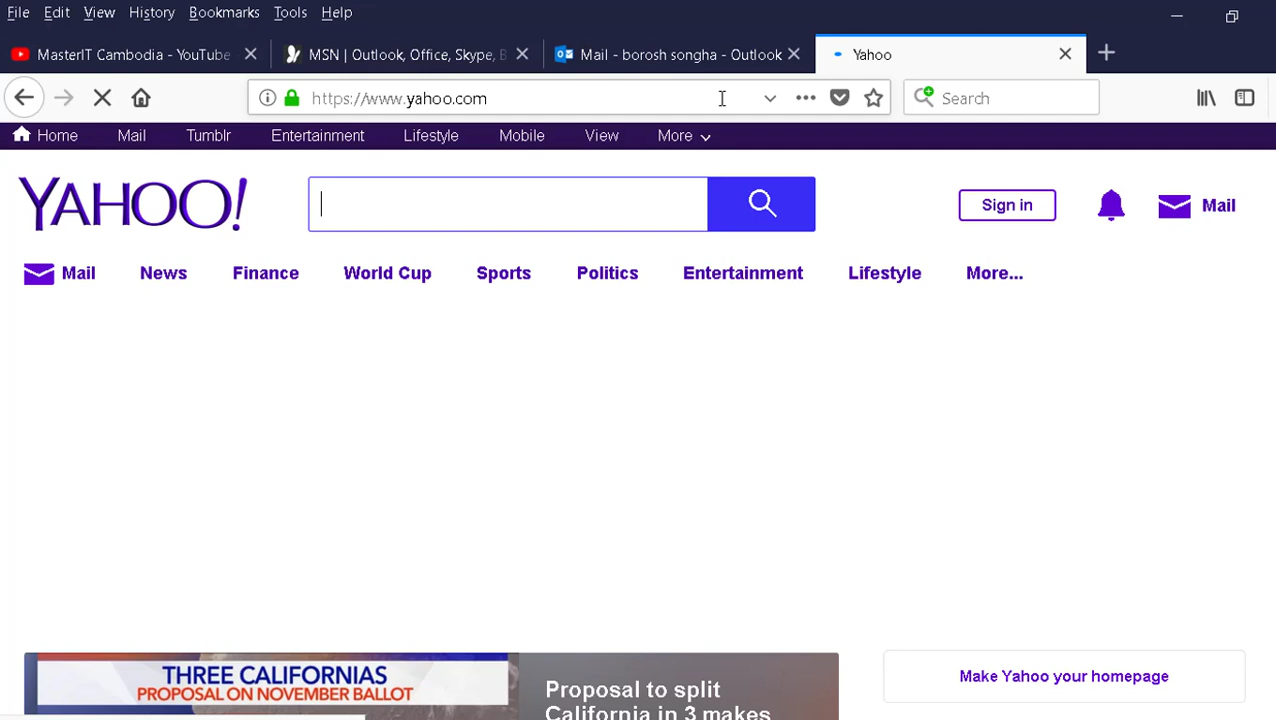 File Edit View History Bookmarks Tools Help
MasterIT Cambodia - YouTube MSN | Outlook, Office, Skype, B Mail - borosh songha - Outlook Yahoo
https://www.yahoo.com Search
Home Mail Tumblr Entertainment Lifestyle Mobile View More
YAHOO! Sign in Mail
Mail News Finance World Cup Sports Politics Entertainment Lifestyle More...
THREE CALIFORNIAS
PROPOSAL ON NOVEMBER BALLOT
Proposal to split
California in 3 makes
Make Yahoo your homepage